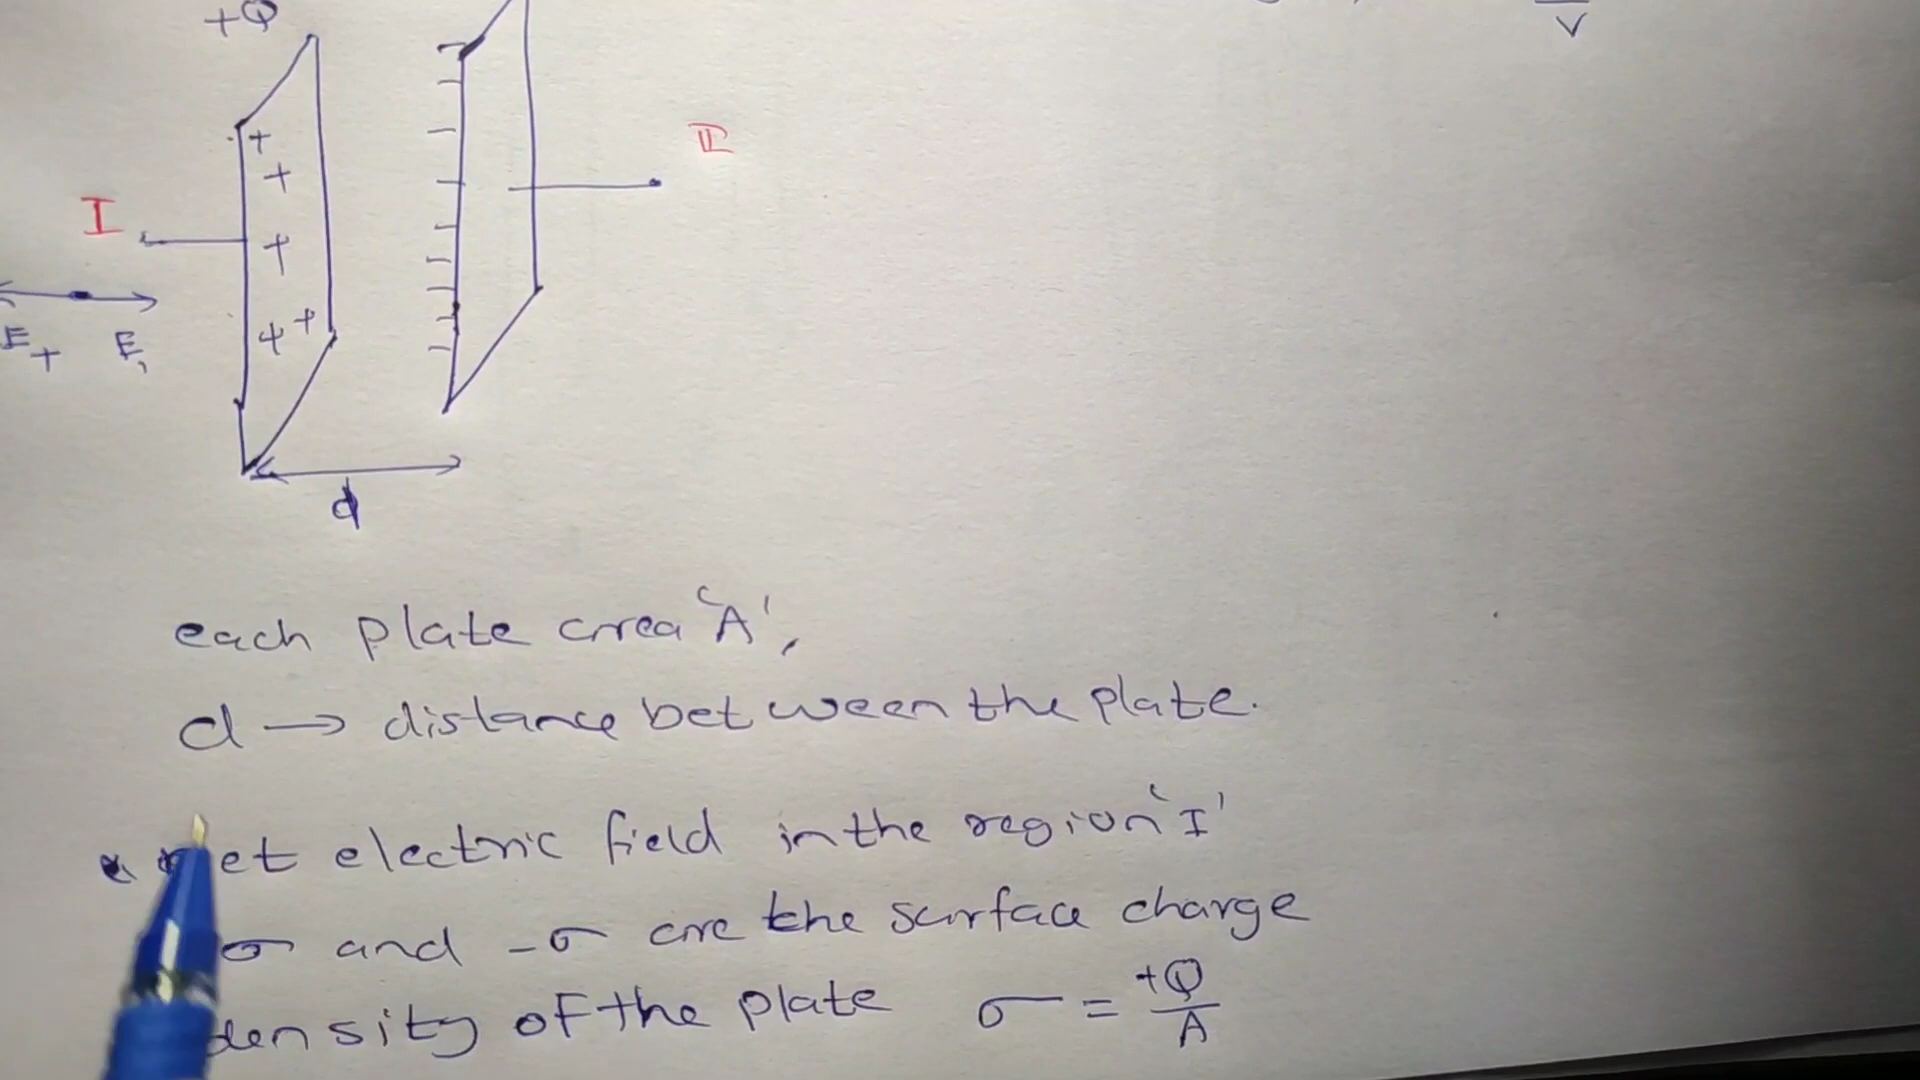 +Q
V
II
I
E+ E
d
each plate area 'A',
d → distance between the plate.
net electric field in the region 'I'
σ and -σ are the surface charge
density of the plate σ = +Q/A